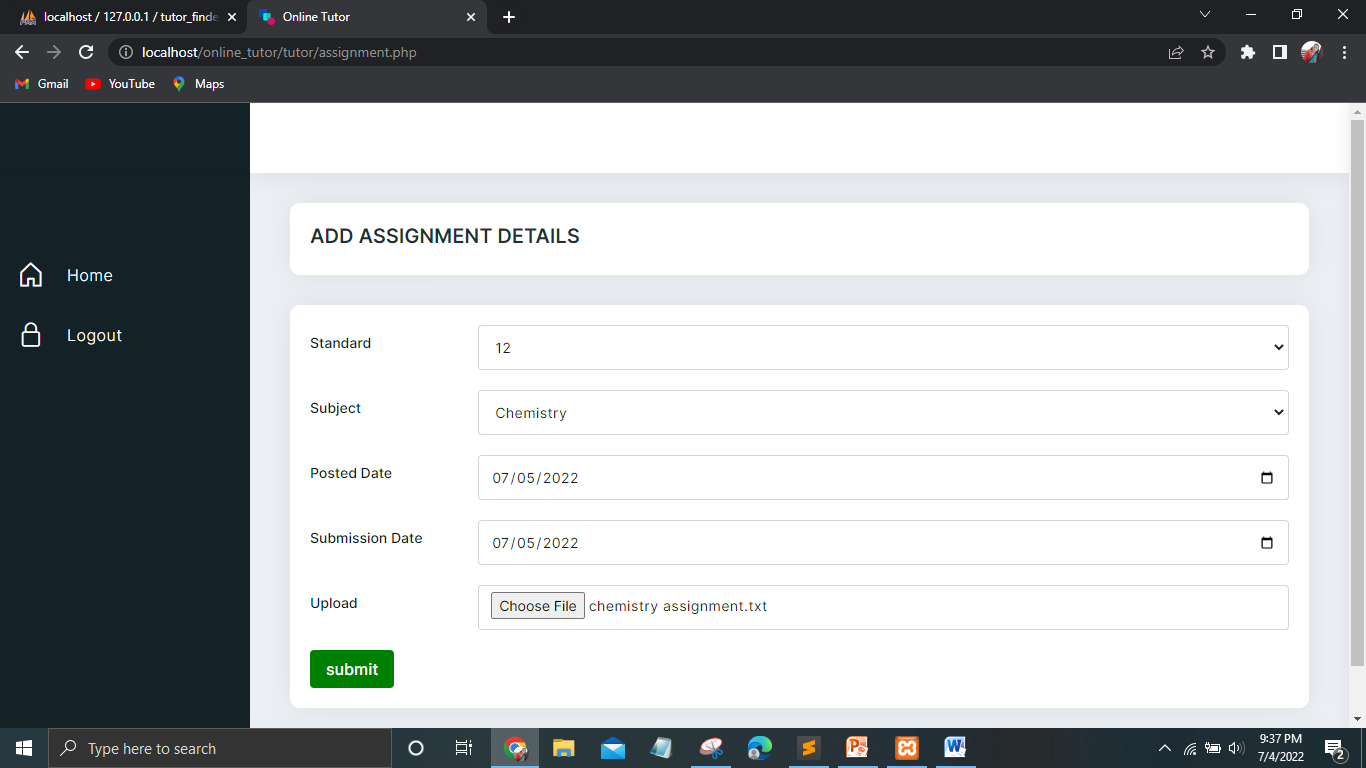 localhost / 127.0.0.1 / tutor_finde
Online Tutor
localhost/online_tutor/tutor/assignment.php
Gmail YouTube Maps
ADD ASSIGNMENT DETAILS
Home
Logout
Standard 12
Subject Chemistry
Posted Date 07/05/2022
Submission Date 07/05/2022
Upload Choose File chemistry assignment.txt
submit
Type here to search
9:37 PM
7/4/2022
2